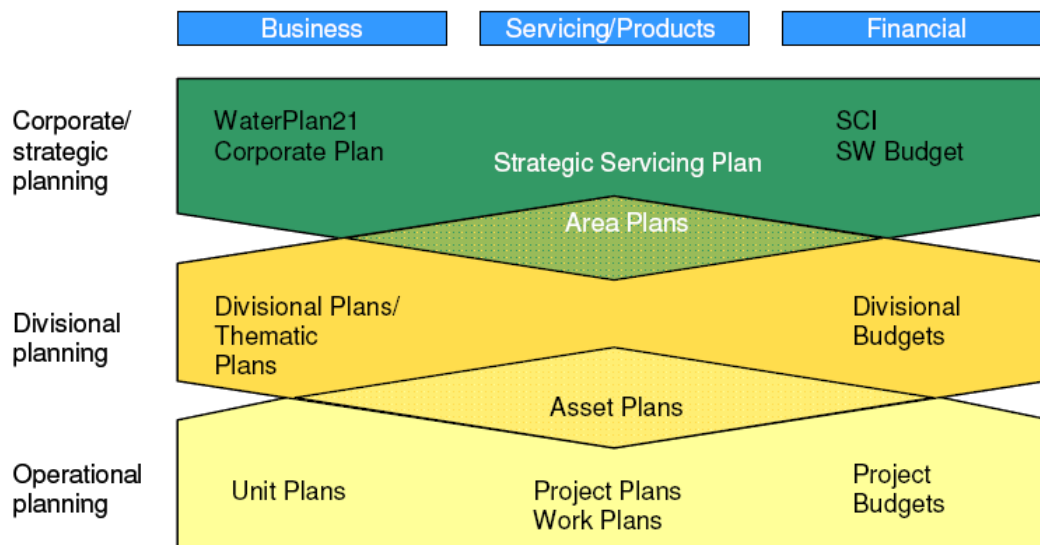 Business
Servicing/Products
Financial
Corporate/
strategic
planning
WaterPlan21
Corporate Plan
Strategic Servicing Plan
SCI
SW Budget
Area Plans
Divisional
planning
Divisional Plans/
Thematic
Plans
Divisional
Budgets
Asset Plans
Operational
planning
Unit Plans
Project Plans
Work Plans
Project
Budgets